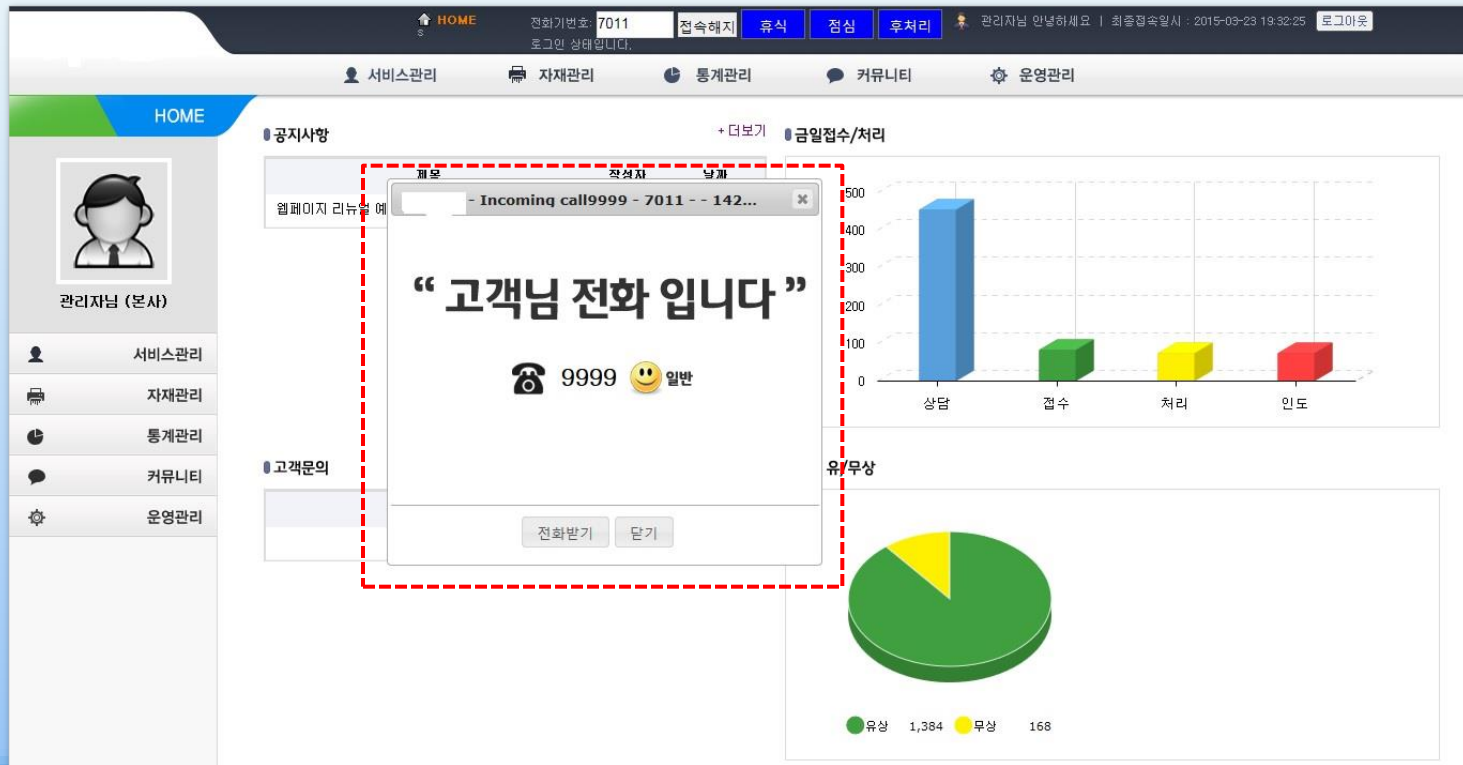 HOME
s
전화기번호: 7011 접속해지 휴식 점심 후처리
로그인 상태입니다.
관리자님 안녕하세요 | 최종접속일시 : 2015-03-23 19:32:25 로그아웃
서비스관리 자재관리 통계관리 커뮤니티 운영관리
HOME
관리자님 (본사)
서비스관리
자재관리
통계관리
커뮤니티
운영관리
공지사항 + 더보기
제목 작성자 날짜
웹페이지 리뉴얼 예
- Incoming call9999 - 7011 - - 142...
“ 고객님 전화 입니다 ”
9999 일반
전화받기 닫기
고객문의
금일접수/처리
500
400
300
200
100
0
상담 접수 처리 인도
유/무상
유상 1,384 무상 168